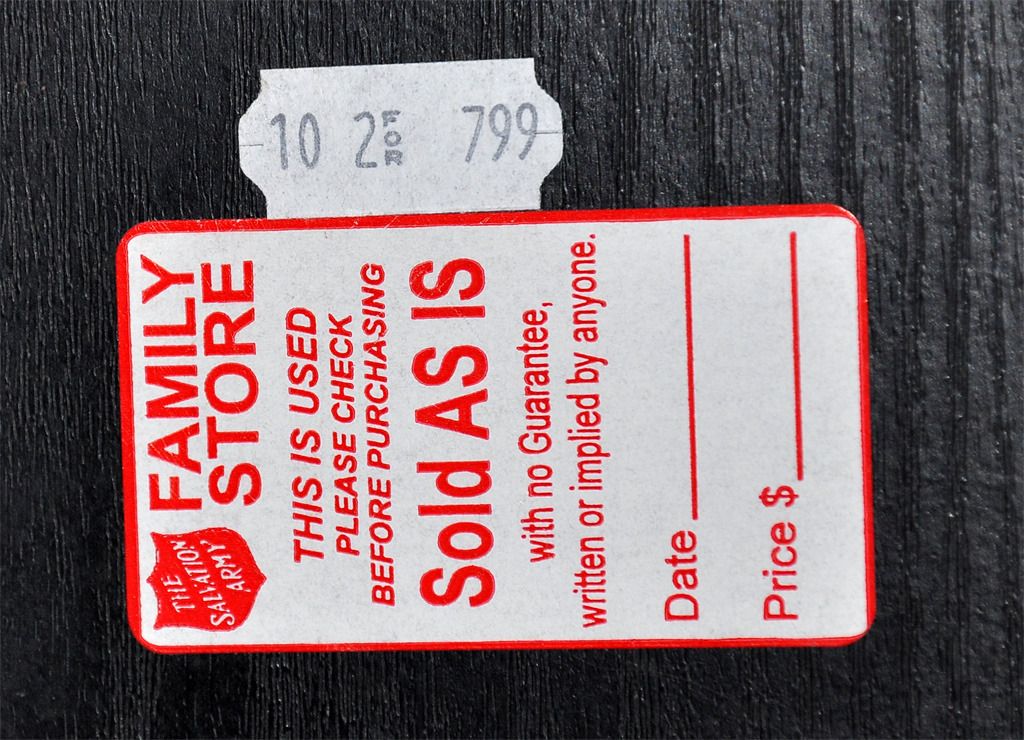 10 2 FOR 799
THE
SALVATION
ARMY
FAMILY
STORE
THIS IS USED
PLEASE CHECK
BEFORE PURCHASING
Sold AS IS
with no Guarantee,
written or implied by anyone.
Date
Price $